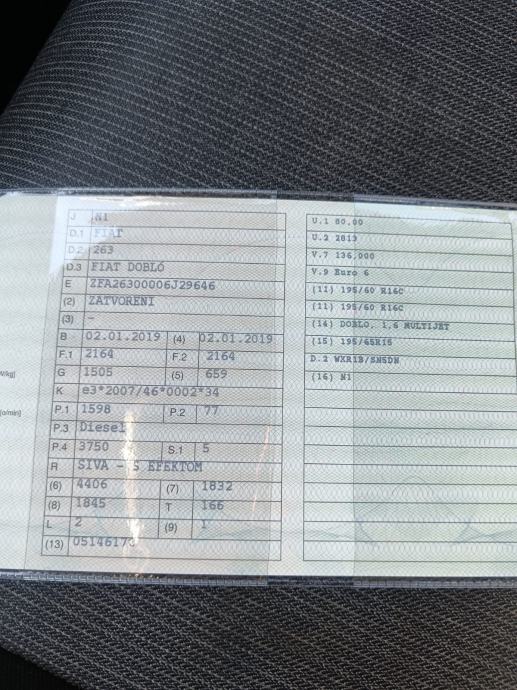 J N1
D.1 FIAT
D.2 263
D.3 FIAT DOBLÓ
E ZFA26300006J29646
(2) ZATVORENI
(3) –
B 02.01.2019 (4) 02.01.2019
F.1 2164 F.2 2164
G 1505 (5) 659
K e3*2007/46*0002*34
P.1 1598 P.2 77
P.3 Diesel
P.4 3750 S.1 5
R SIVA - S EFEKTOM
(6) 4406 (7) 1832
(8) 1845 T 166
L 2 (9) 1
(13) 0514617
U.1 80,00
U.2 2813
V.7 136,000
V.9 Euro 6
(11) 195/60 R16C
(11) 195/60 R16C
(14) DOBLO, 1,6 MULTIJET
(15) 195/65R15
D.2 WXR1B/SN5DN
(16) N1